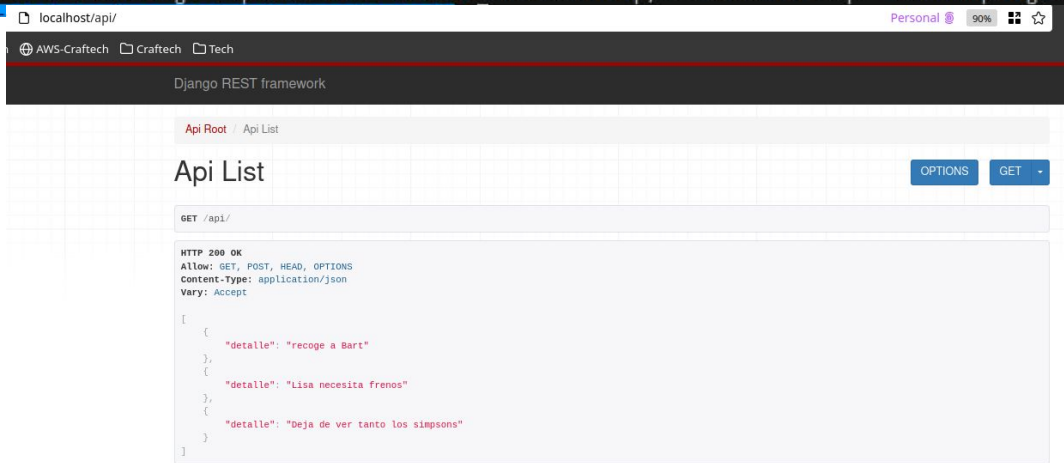 localhost/api/ Personal 90%
AWS-Craftech Craftech Tech
Django REST framework
Api Root / Api List
Api List
OPTIONS GET
GET /api/
HTTP 200 OK
Allow: GET, POST, HEAD, OPTIONS
Content-Type: application/json
Vary: Accept
[
{
"detalle": "recoge a Bart"
},
{
"detalle": "Lisa necesita frenos"
},
{
"detalle": "Deja de ver tanto los simpsons"
}
]